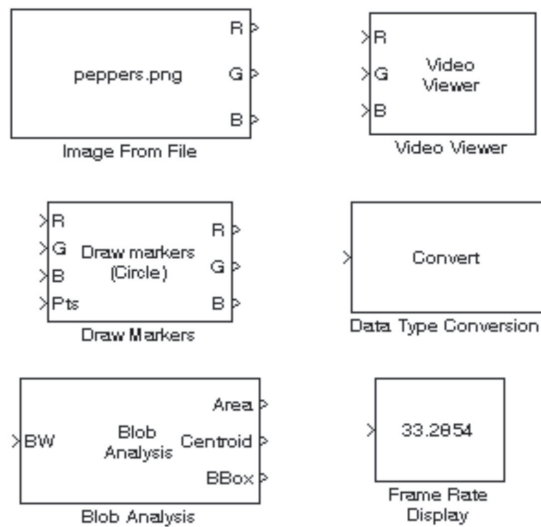 R
peppers.png
G
B
Image From File
R
G
B
Video
Viewer
Video Viewer
R
G
B
Pts
Draw markers
(Circle)
R
G
B
Draw Markers
Convert
Data Type Conversion
BW
Blob
Analysis
Area
Centroid
BBox
Blob Analysis
33.2854
Frame Rate
Display